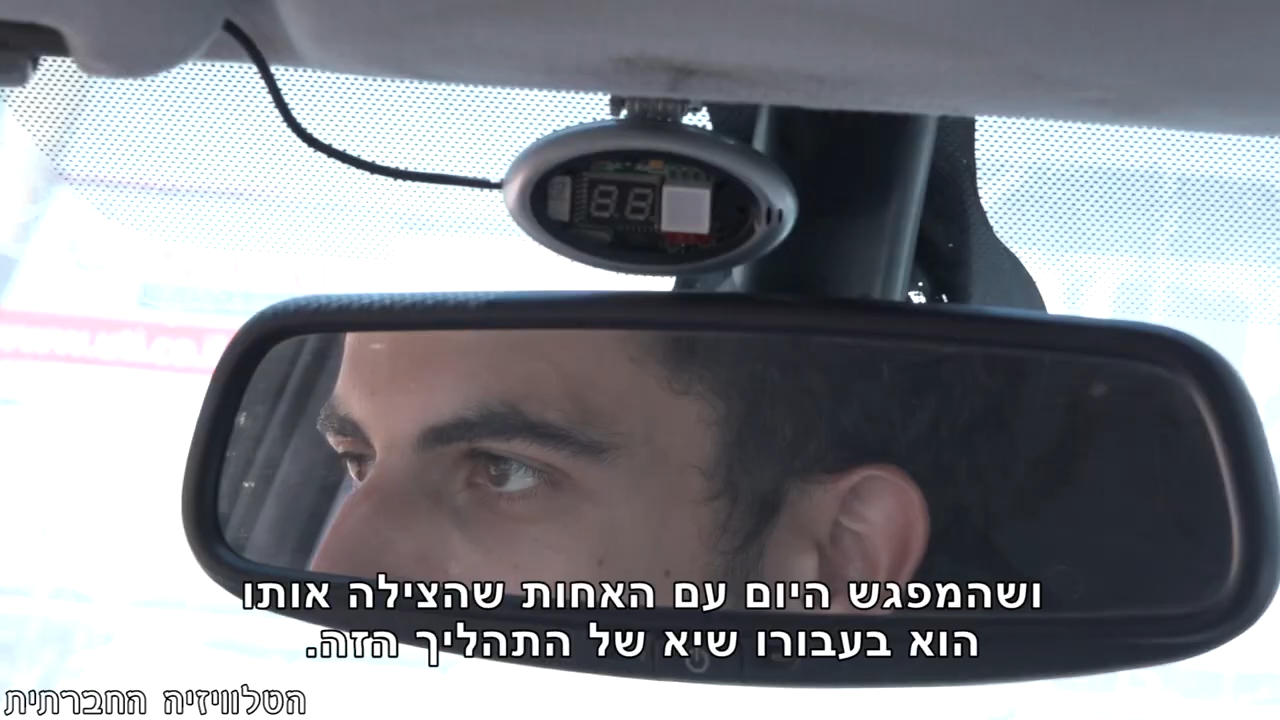 ושהמפגש היום עם האחות שהצילה אותו
הוא בעבורו שיא של התהליך הזה.
הטלוויזיה החברתית